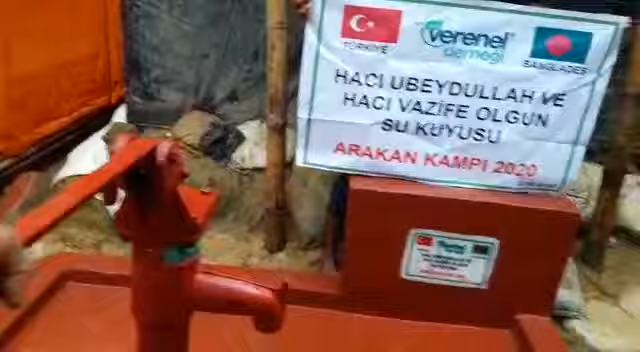 TÜRKİYE
verenel
derneği
BANGLADEŞ
HACI UBEYDULLAH VE
HACI VAZİFE OLGUN
SU KUYUSU
ARAKAN KAMPI 2020